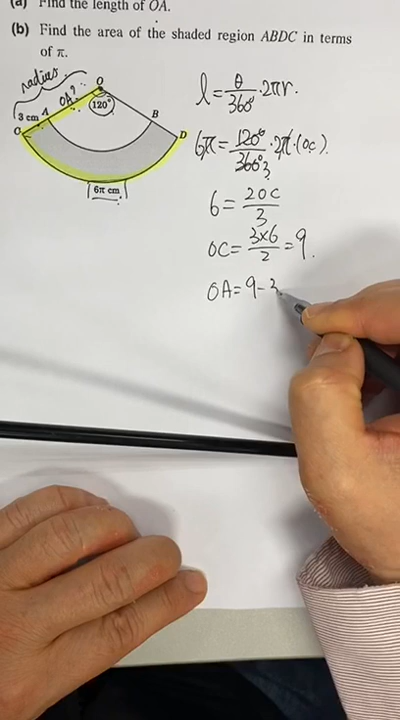 (a) Find the length of OA.
(b) Find the area of the shaded region ABDC in terms
of π.
radius
O
OA?
120°
A
B
3 cm
C
D
6π cm
l = θ/360° · 2πr.
6π = 120°/360° 3 · 2π · (OC).
6 = 2OC/3
OC = 3×6/2 = 9.
OA = 9 − 3